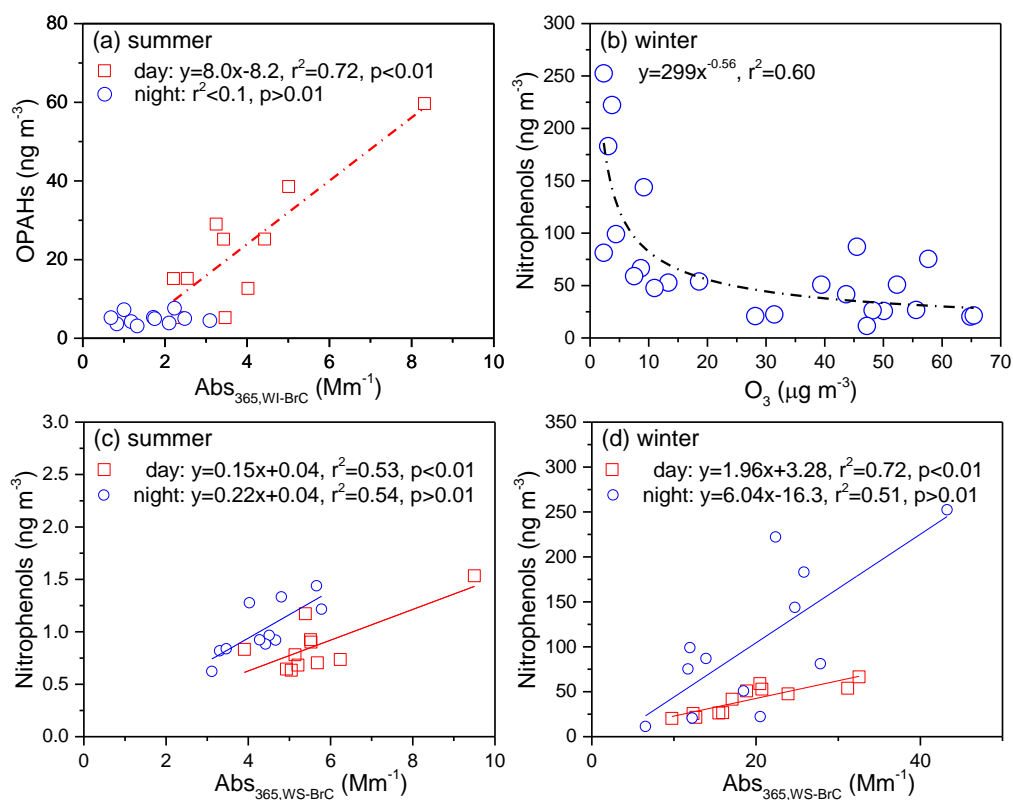 (a) summer
day: y=8.0x-8.2, r²=0.72, p<0.01
night: r²<0.1, p>0.01
OPAHs (ng m⁻³)
80
60
40
20
0
0 2 4 6 8 10
Abs₃₆₅,WI-BrC (Mm⁻¹)
(b) winter
y=299x⁻⁰·⁵⁶, r²=0.60
Nitrophenols (ng m⁻³)
300
250
200
150
100
50
0
0 10 20 30 40 50 60 70
O₃ (μg m⁻³)
(c) summer
day: y=0.15x+0.04, r²=0.53, p<0.01
night: y=0.22x+0.04, r²=0.54, p>0.01
Nitrophenols (ng m⁻³)
3.0
2.5
2.0
1.5
1.0
0.5
0.0
0 2 4 6 8 10
Abs₃₆₅,WS-BrC (Mm⁻¹)
(d) winter
day: y=1.96x+3.28, r²=0.72, p<0.01
night: y=6.04x-16.3, r²=0.51, p>0.01
Nitrophenols (ng m⁻³)
350
300
250
200
150
100
50
0
0 20 40
Abs₃₆₅,WS-BrC (Mm⁻¹)